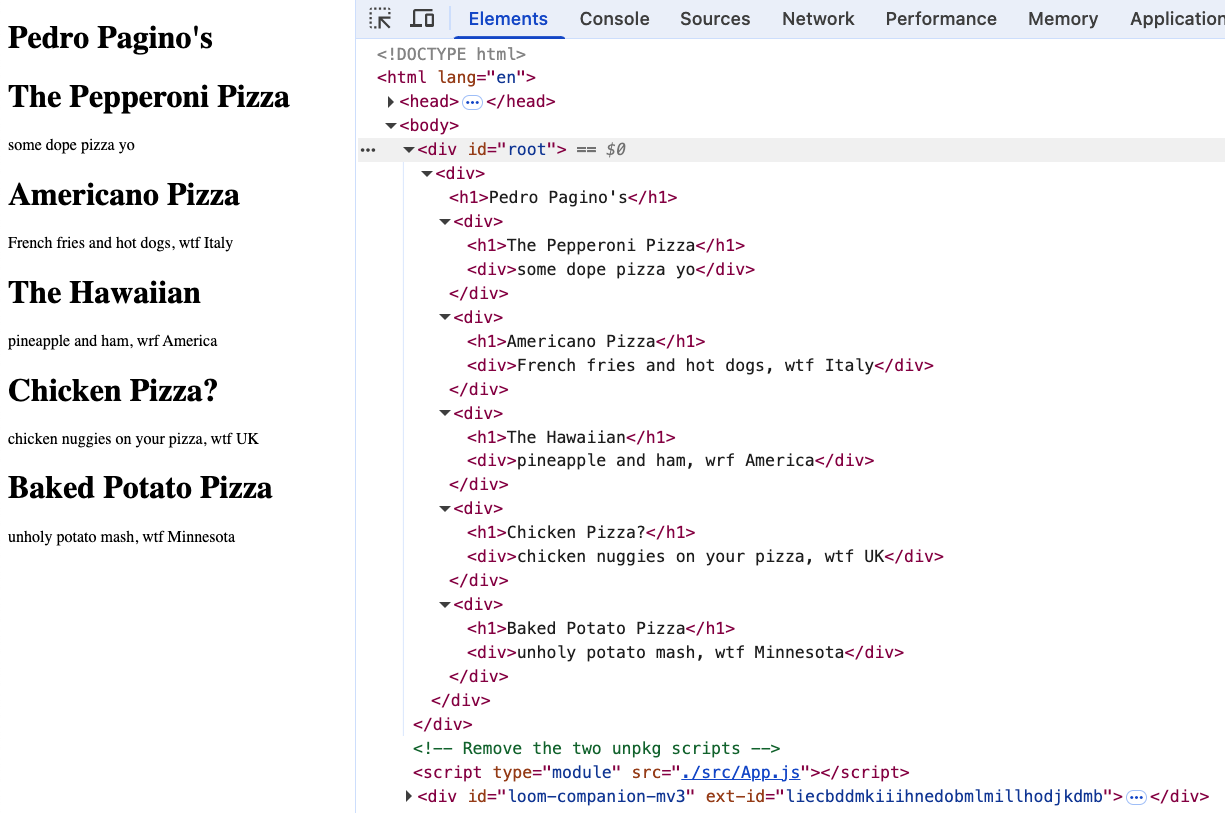 Pedro Pagino's
The Pepperoni Pizza
some dope pizza yo
Americano Pizza
French fries and hot dogs, wtf Italy
The Hawaiian
pineapple and ham, wrf America
Chicken Pizza?
chicken nuggies on your pizza, wtf UK
Baked Potato Pizza
unholy potato mash, wtf Minnesota
Elements Console Sources Network Performance Memory Application
<!DOCTYPE html>
<html lang="en">
<head> ••• </head>
<body>
••• <div id="root"> == $0
<div>
<h1>Pedro Pagino's</h1>
<div>
<h1>The Pepperoni Pizza</h1>
<div>some dope pizza yo</div>
</div>
<div>
<h1>Americano Pizza</h1>
<div>French fries and hot dogs, wtf Italy</div>
</div>
<div>
<h1>The Hawaiian</h1>
<div>pineapple and ham, wrf America</div>
</div>
<div>
<h1>Chicken Pizza?</h1>
<div>chicken nuggies on your pizza, wtf UK</div>
</div>
<div>
<h1>Baked Potato Pizza</h1>
<div>unholy potato mash, wtf Minnesota</div>
</div>
</div>
</div>
<!-- Remove the two unpkg scripts -->
<script type="module" src="./src/App.js"></script>
<div id="loom-companion-mv3" ext-id="liecbddmkiiihnedobmlmillhodjkdmb"> ••• </div>